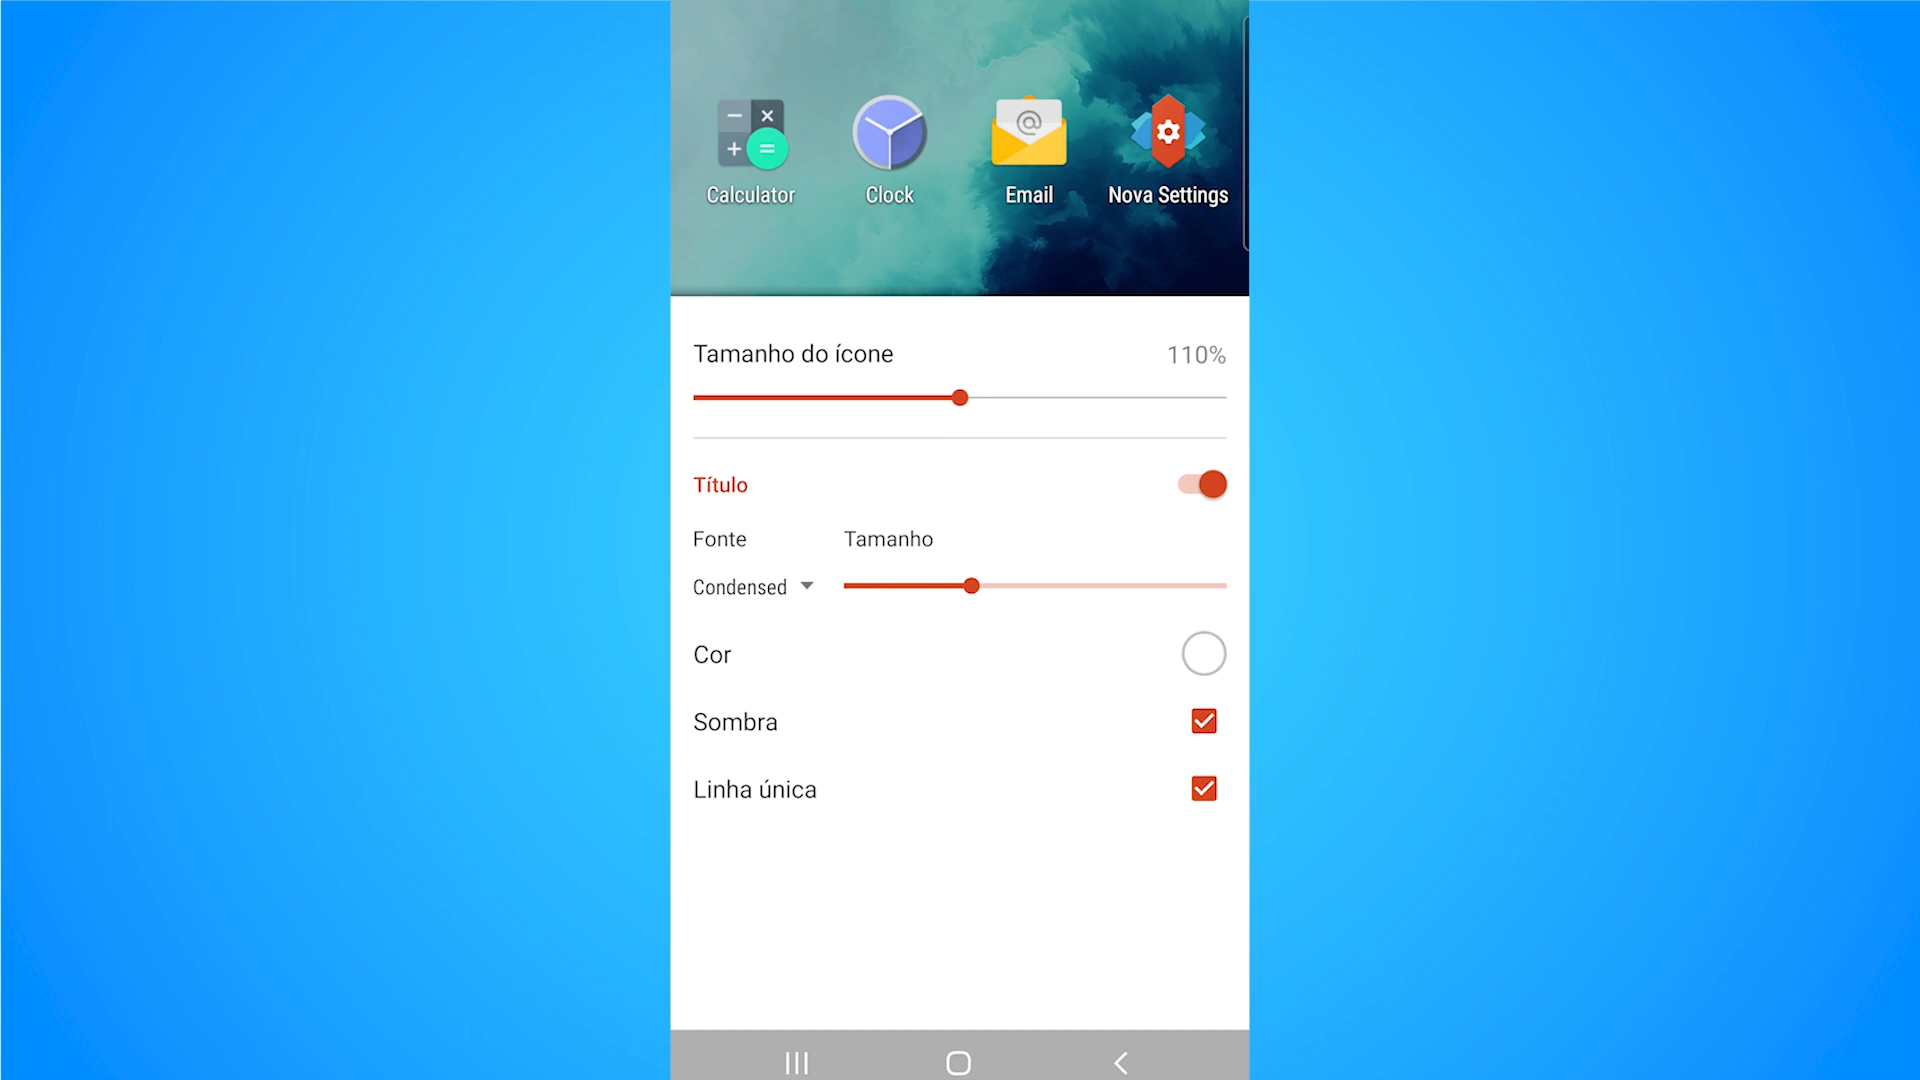 Calculator Clock Email Nova Settings
Tamanho do ícone 110%
Título
Fonte Tamanho
Condensed
Cor
Sombra
Linha única